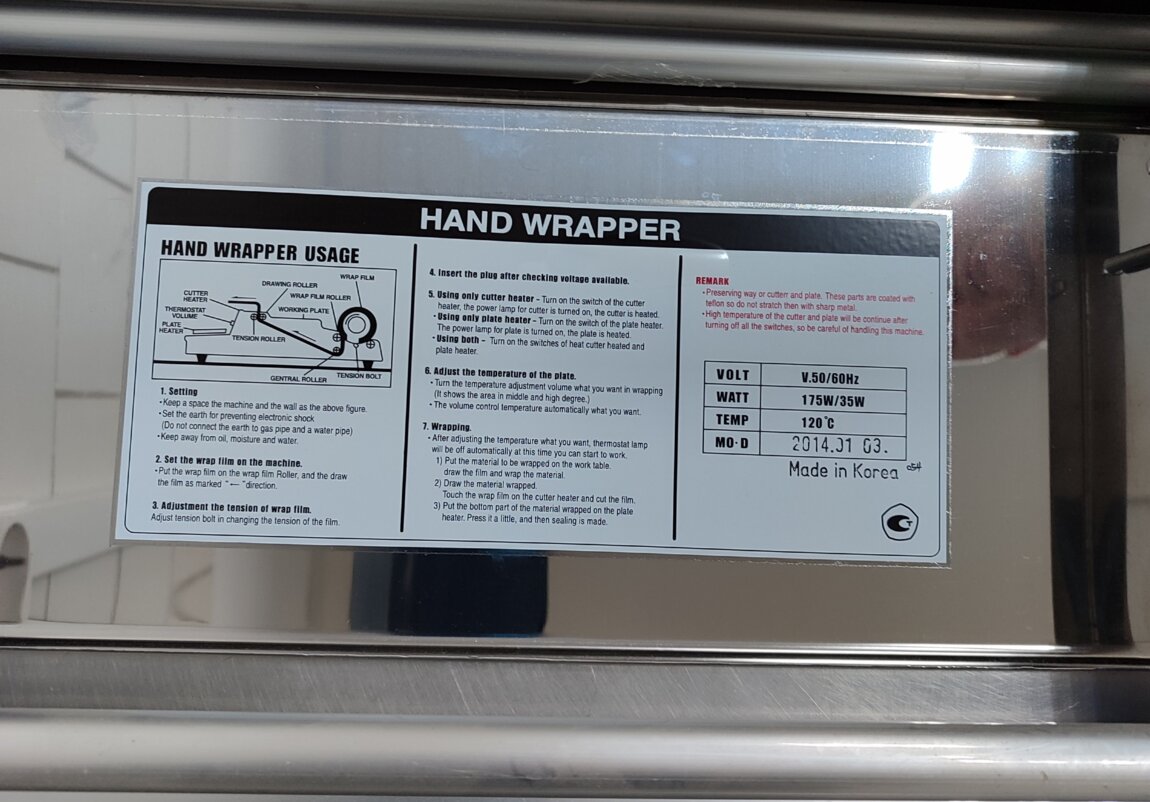 HAND WRAPPER
HAND WRAPPER USAGE
WRAP FILM
DRAWING ROLLER
CUTTER
HEATER
WRAP FILM ROLLER
THERMOSTAT
VOLUME
WORKING PLATE
PLATE
HEATER
TENSION ROLLER
GENTRAL ROLLER
TENSION BOLT
1. Setting
•Keep a space the machine and the wall as the above figure.
•Set the earth for preventing electronic shock
(Do not connect the earth to gas pipe and a water pipe)
•Keep away from oil, moisture and water.
2. Set the wrap film on the machine.
•Put the wrap film on the wrap film Roller, and the draw
the film as marked "←"direction.
3. Adjustment the tension of wrap film.
Adjust tension bolt in changing the tension of the film.
4. Insert the plug after checking voltage available.
5. Using only cutter heater – Turn on the switch of the cutter
heater, the power lamp for cutter is turned on, the cutter is heated.
•Using only plate heater – Turn on the switch of the plate heater.
The power lamp for plate is turned on, the plate is heated.
•Using both – Turn on the switches of heat cutter heated and
plate heater.
6. Adjust the temperature of the plate.
•Turn the temperature adjustment volume what you want in wrapping
(It shows the area in middle and high degree.)
•The volume control temperature automatically what you want.
7. Wrapping.
•After adjusting the temperature what you want, thermostat lamp
will be off automatically at this time you can start to work.
1) Put the material to be wrapped on the work table.
draw the film and wrap the material.
2) Draw the material wrapped.
Touch the wrap film on the cutter heater and cut the film.
3) Put the bottom part of the material wrapped on the plate
heater. Press it a little, and then sealing is made.
REMARK
•Preserving way or cutterr and plate. These parts are coated with
teflon so do not stretch then with sharp metal.
•High temperature of the cutter and plate will be continue after
turning off all the switches, so be careful of handling this machine.
VOLT V.50/60Hz
WATT 175W/35W
TEMP 120℃
MO·D 2014.01 03.
Made in Korea